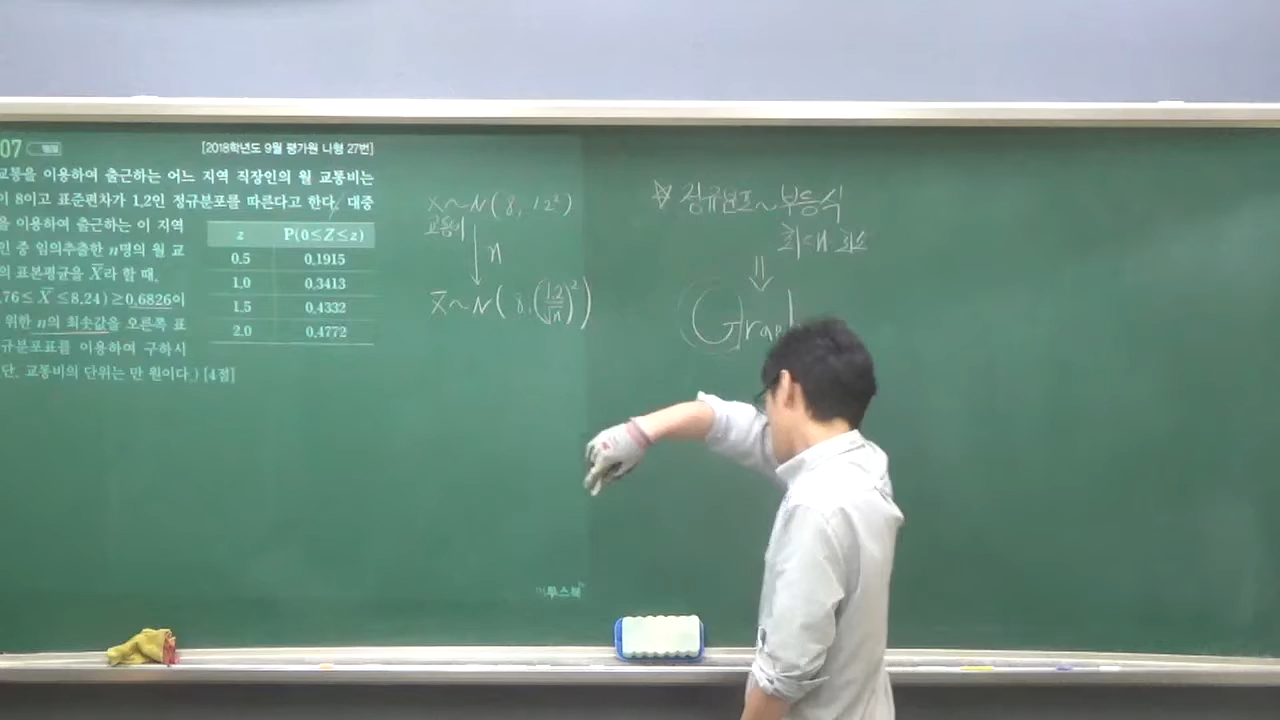 07
[2018학년도 9월 평가원 나형 27번]
교통을 이용하여 출근하는 어느 지역 직장인의 월 교통비는
이 8이고 표준편차가 1.2인 정규분포를 따른다고 한다. 대중
을 이용하여 출근하는 이 지역
인 중 임의추출한 n명의 월 교
의 표본평균을 X̄라 할 때,
.76≤ X̄ ≤8.24)≥0.6826이
위한 n의 최솟값을 오른쪽 표
규분포표를 이용하여 구하시
단, 교통비의 단위는 만 원이다.) [4점]
z P(0≤Z≤z)
0.5 0.1915
1.0 0.3413
1.5 0.4332
2.0 0.4772
X~N(8, 1.2²)
교통비
n
X̄~N(8, (1.2/√n)²)
정규분포~부등식
투스북